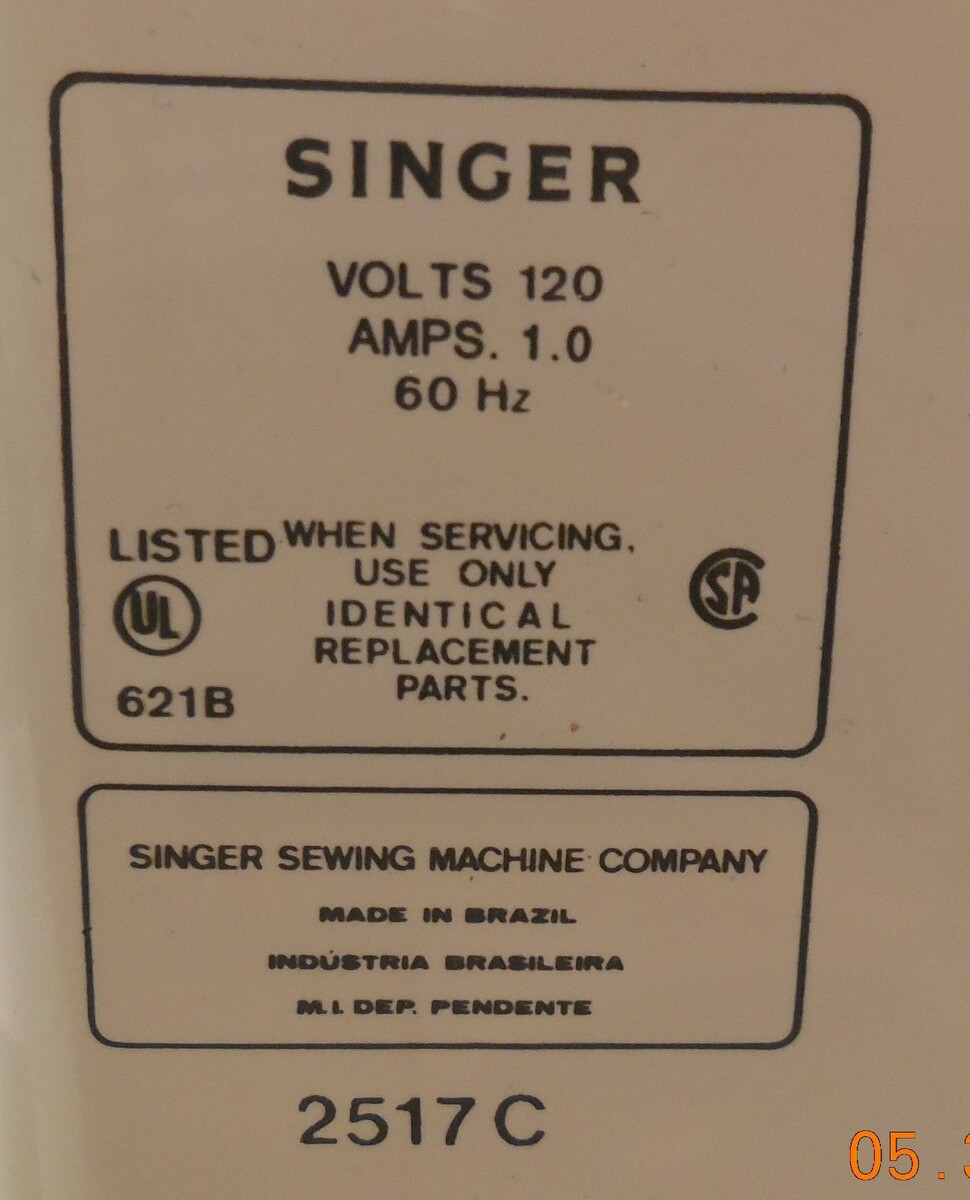 SINGER
VOLTS 120
AMPS. 1.0
60 Hz
LISTED
UL
621B
WHEN SERVICING,
USE ONLY
IDENTICAL
REPLACEMENT
PARTS.
SA
SINGER SEWING MACHINE COMPANY
MADE IN BRAZIL
INDÚSTRIA BRASILEIRA
M.I. DEP. PENDENTE
2517C
05.